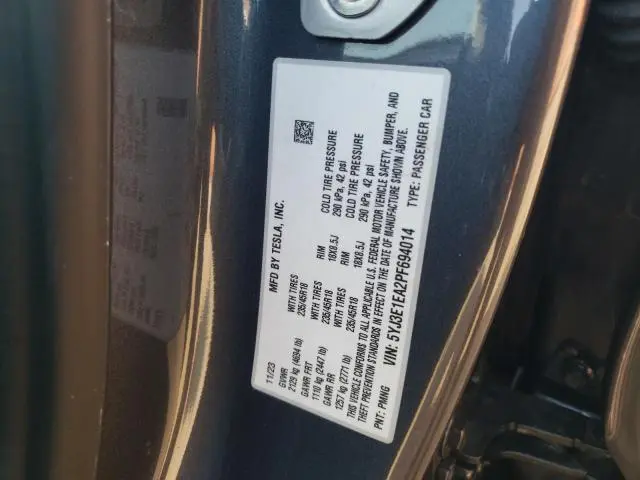 MFD BY TESLA, INC.
11/23
GVWR
2129 kg (4694 lb)
GAWR FRT WITH TIRES RIM COLD TIRE PRESSURE
1110 kg (2447 lb) 235/45R18 18X8.5J 290 kPa, 42 psi
GAWR RR WITH TIRES RIM COLD TIRE PRESSURE
1257 kg (2771 lb) 235/45R18 18X8.5J 290 kPa, 42 psi
THIS VEHICLE CONFORMS TO ALL APPLICABLE U.S. FEDERAL MOTOR VEHICLE SAFETY, BUMPER, AND
THEFT PREVENTION STANDARDS IN EFFECT ON THE DATE OF MANUFACTURE SHOWN ABOVE.
VIN: 5YJ3E1EA2PF694014
PNT: PMNG TYPE: PASSENGER CAR